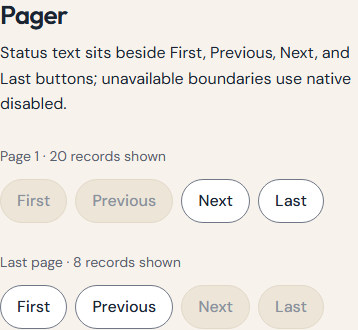 Pager
Status text sits beside First, Previous, Next, and
Last buttons; unavailable boundaries use native
disabled.
Page 1 · 20 records shown
First Previous Next Last
Last page · 8 records shown
First Previous Next Last